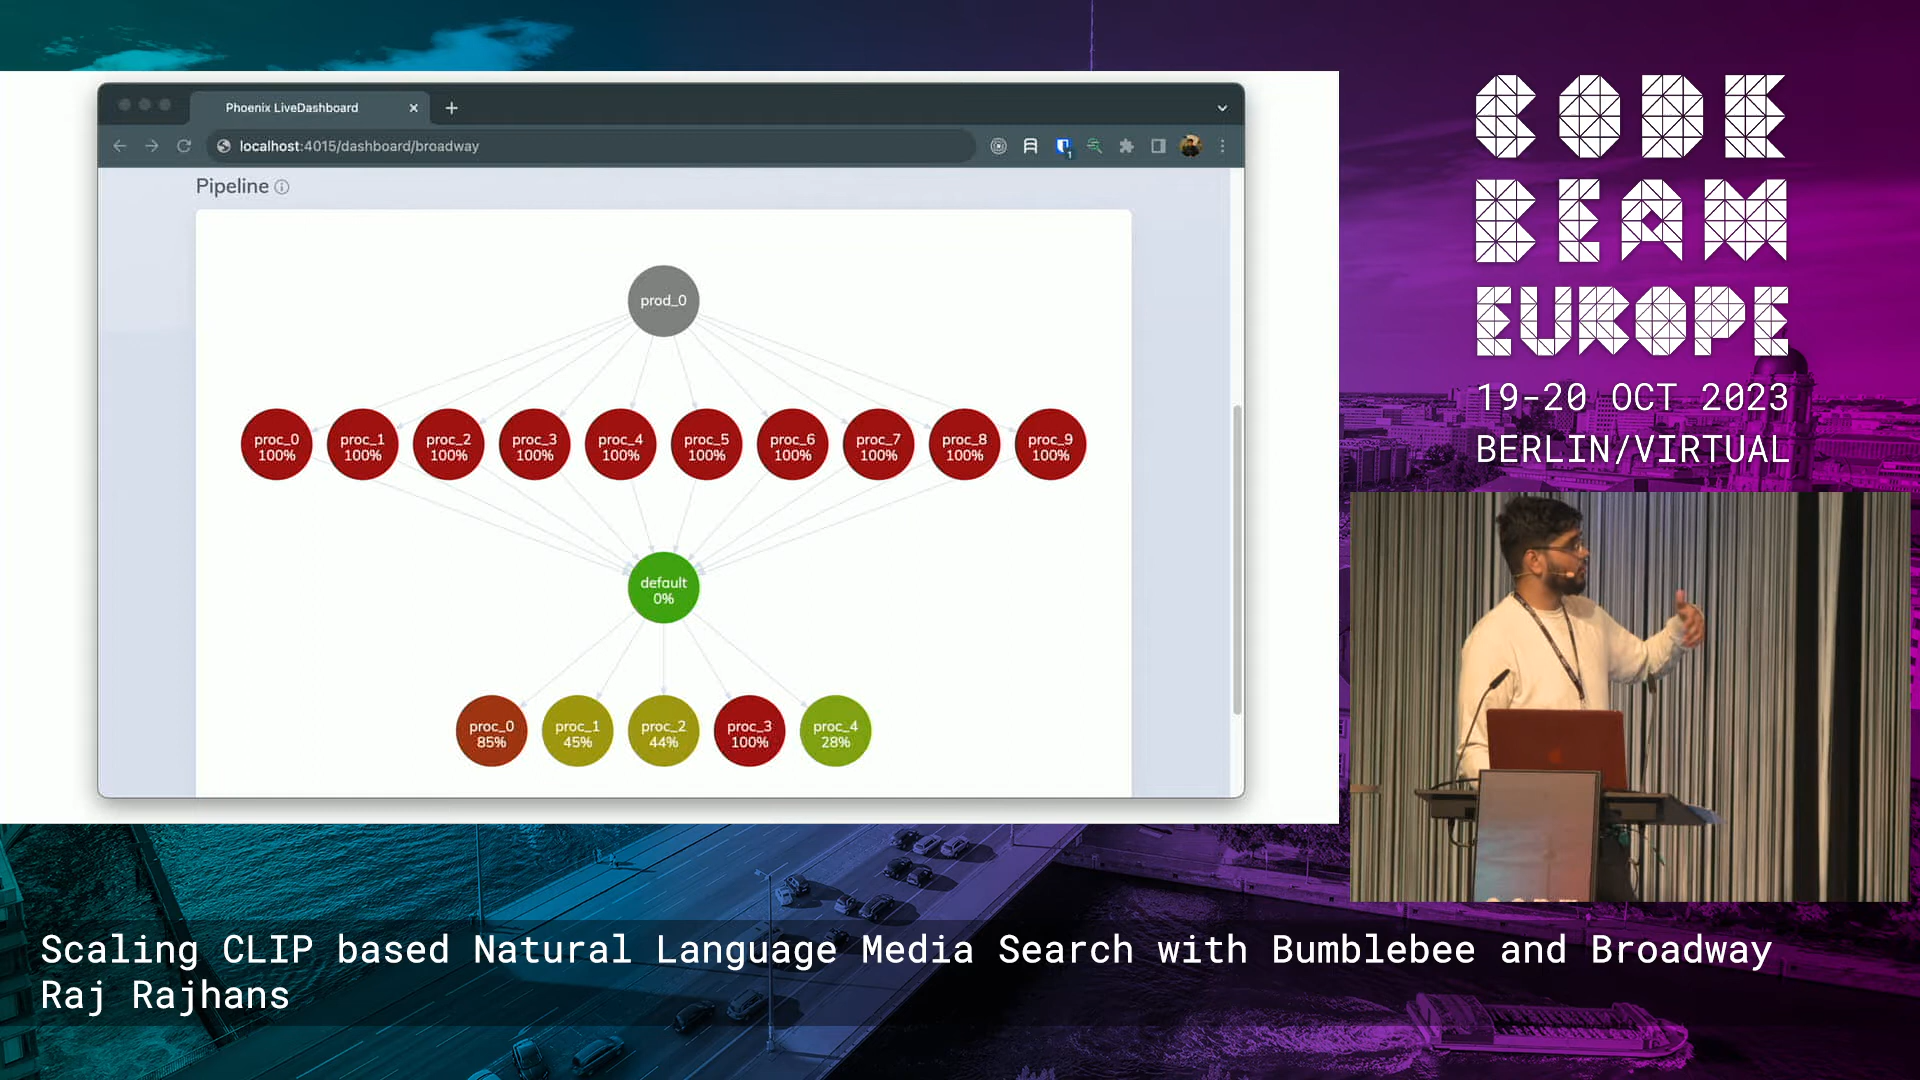 Phoenix LiveDashboard
localhost:4015/dashboard/broadway
1
Pipeline
prod_0
proc_0 100%
proc_1 100%
proc_2 100%
proc_3 100%
proc_4 100%
proc_5 100%
proc_6 100%
proc_7 100%
proc_8 100%
proc_9 100%
default 0%
proc_0 85%
proc_1 45%
proc_2 44%
proc_3 100%
proc_4 28%
CODE
BEAM
EUROPE
19-20 OCT 2023
BERLIN/VIRTUAL
Scaling CLIP based Natural Language Media Search with Bumblebee and Broadway
Raj Rajhans